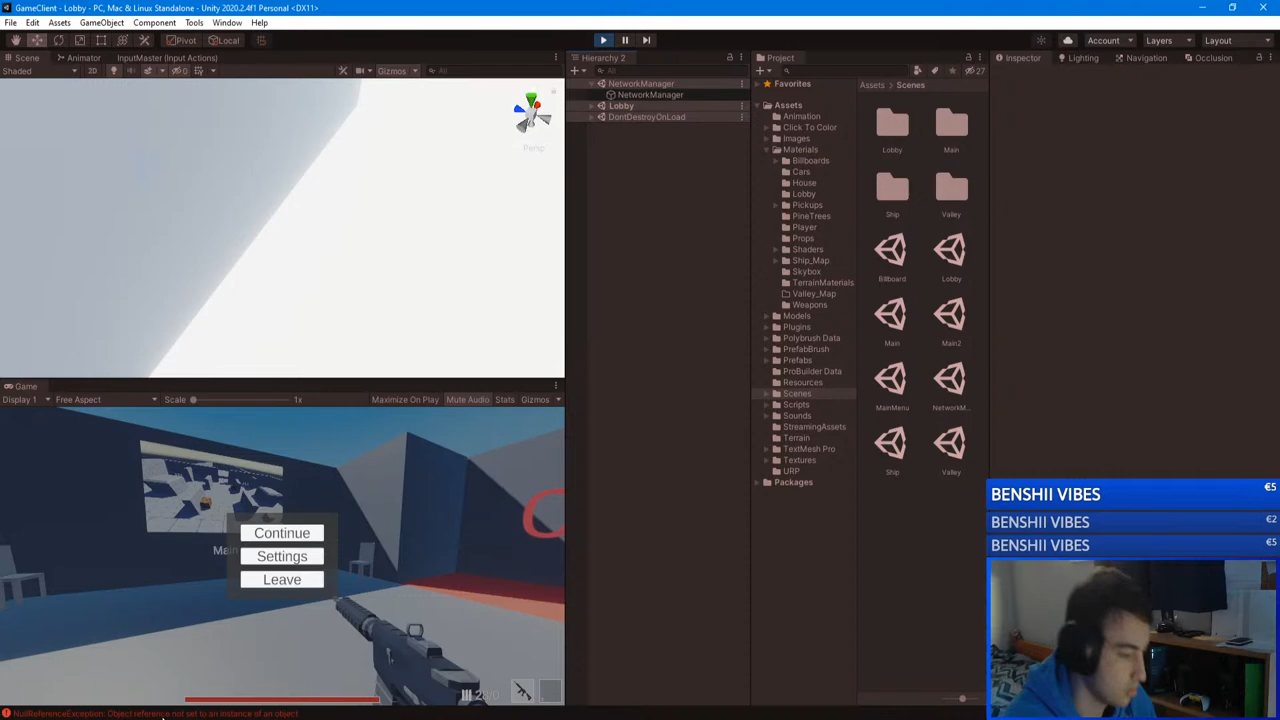 GameClient - Lobby - PC, Mac & Linux Standalone - Unity 2020.2.4f1 Personal <DX11>
File Edit Assets GameObject Component Tools Window Help
Pivot Local Account Layers Layout
Scene Animator InputMaster (Input Actions)
Shaded 2D 0 Gizmos All
Persp
Game
Display 1 Free Aspect Scale 1x Maximize On Play Mute Audio Stats Gizmos
Main
Continue
Settings
Leave
NullReferenceException: Object reference not set to an instance of an object
Hierarchy 2
All
NetworkManager
NetworkManager
Lobby
DontDestroyOnLoad
Project
27
Favorites
Assets
Animation
Click To Color
Images
Materials
Billboards
Cars
House
Lobby
Pickups
PineTrees
Player
Props
Shaders
Ship_Map
Skybox
TerrainMaterials
Valley_Map
Weapons
Models
Plugins
Polybrush Data
PrefabBrush
Prefabs
ProBuilder Data
Resources
Scenes
Scripts
Sounds
StreamingAssets
Terrain
TextMesh Pro
Textures
URP
Packages
Assets Scenes
Lobby Main
Ship Valley
Billboard Lobby
Main Main2
MainMenu NetworkM...
Ship Valley
Inspector Lighting Navigation Occlusion
BENSHII VIBES €5
BENSHII VIBES €2
BENSHII VIBES €5